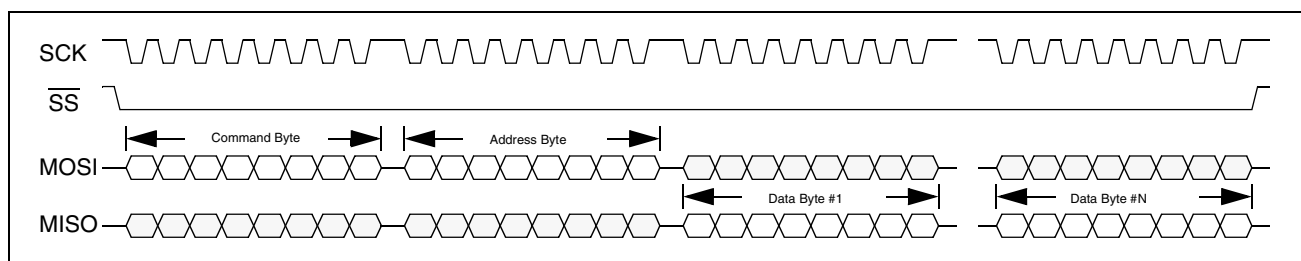 SCK
SS
Command Byte
Address Byte
MOSI
Data Byte #1
Data Byte #N
MISO